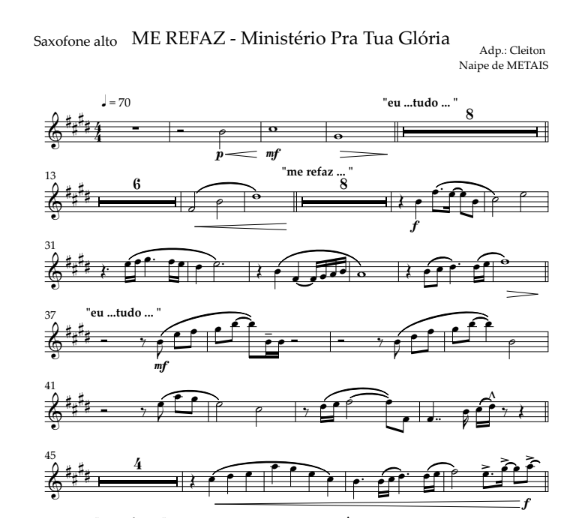 Saxofone alto
ME REFAZ - Ministério Pra Tua Glória
Adp.: Cleiton
Naipe de METAIS
♩ = 70
"eu ...tudo ... "
8
p
mf
13
6
"me refaz ... "
8
f
31
37
"eu ...tudo ... "
mf
41
45
4
f